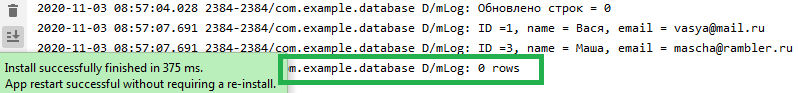 2020-11-03 08:57:04.028 2384-2384/com.example.database D/mLog: Обновлено строк = 0
2020-11-03 08:57:07.691 2384-2384/com.example.database D/mLog: ID =1, name = Вася, email = vasya@mail.ru
2020-11-03 08:57:07.691 2384-2384/com.example.database D/mLog: ID =3, name = Маша, email = mascha@rambler.ru
om.example.database D/mLog: 0 rows
Install successfully finished in 375 ms.
App restart successful without requiring a re-install.